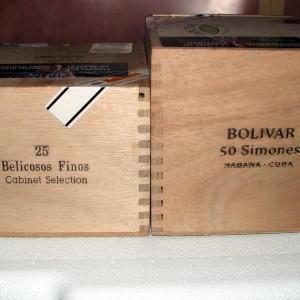 25
Belicosos Finos
Cabinet Selection
BOLIVAR
50 Simones
HABANA - CUBA